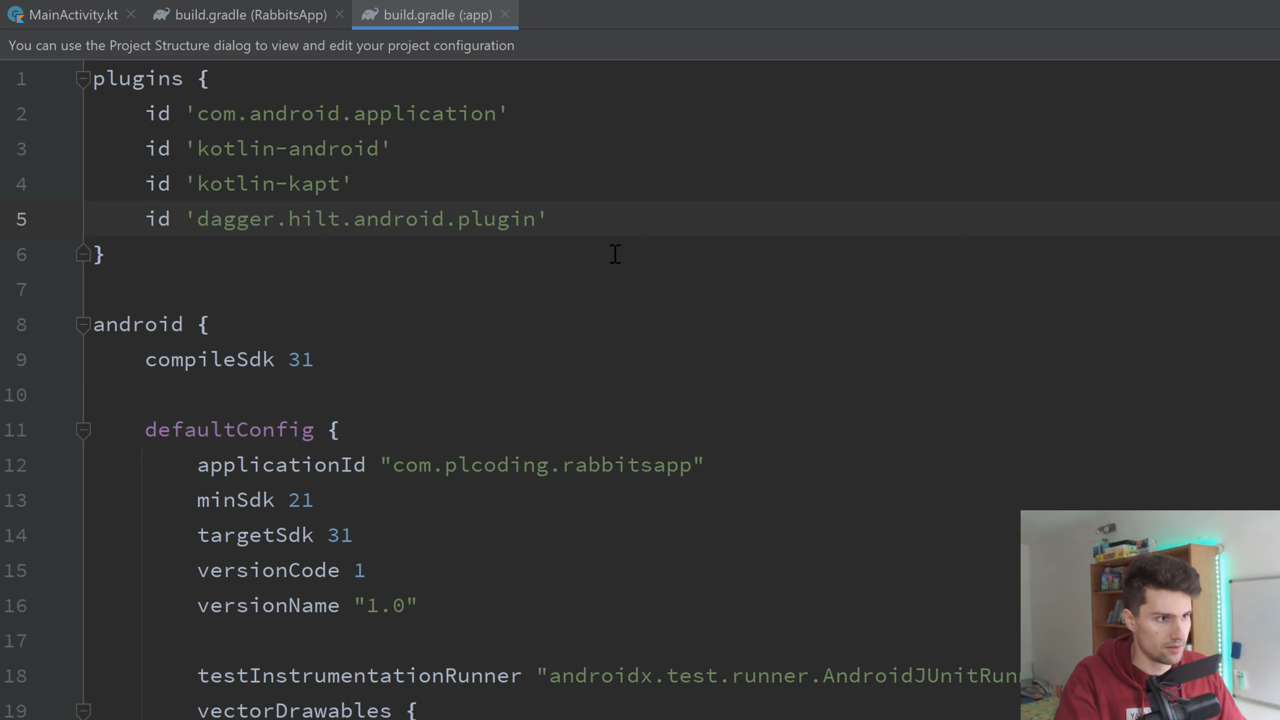 MainActivity.kt build.gradle (RabbitsApp) build.gradle (:app)
You can use the Project Structure dialog to view and edit your project configuration
1 plugins {
2 id 'com.android.application'
3 id 'kotlin-android'
4 id 'kotlin-kapt'
5 id 'dagger.hilt.android.plugin'
6 }
7
8 android {
9 compileSdk 31
10
11 defaultConfig {
12 applicationId "com.plcoding.rabbitsapp"
13 minSdk 21
14 targetSdk 31
15 versionCode 1
16 versionName "1.0"
17
18 testInstrumentationRunner "androidx.test.runner.AndroidJUnitRun
19 vectorDrawables {